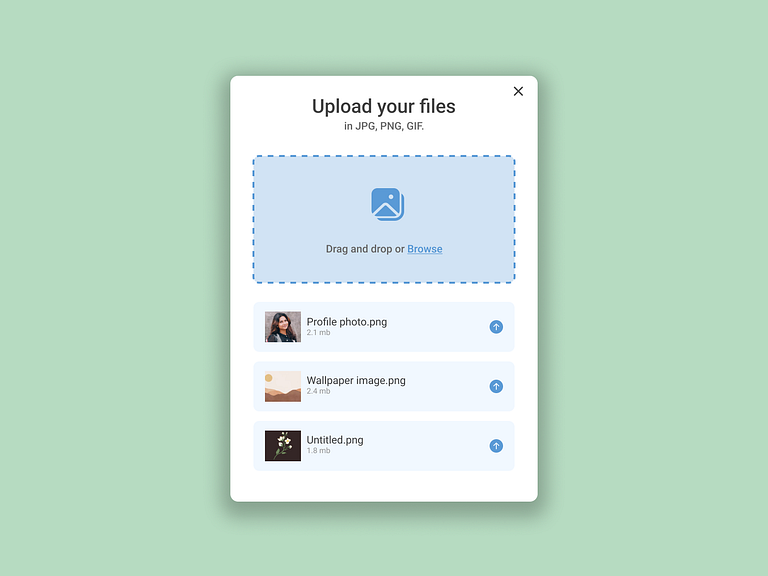 Upload your files
in JPG, PNG, GIF.
Drag and drop or Browse
Profile photo.png
2.1 mb
Wallpaper image.png
2.4 mb
Untitled.png
1.8 mb